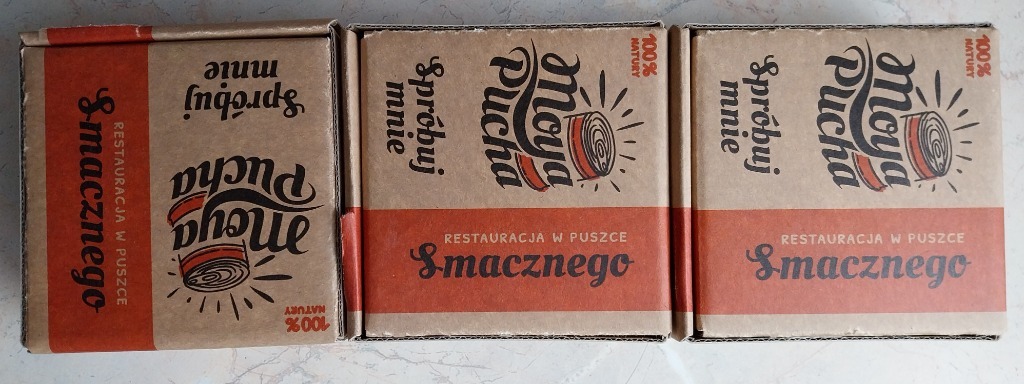 Spróbuj
mnie
Moya
Pucha
100%
NATURY
RESTAURACJA W PUSZCE
Smacznego
Spróbuj
mnie
Moya
Pucha
100%
NATURY
RESTAURACJA W PUSZCE
Smacznego
Spróbuj
mnie
Moya
Pucha
100%
NATURY
RESTAURACJA W PUSZCE
Smacznego